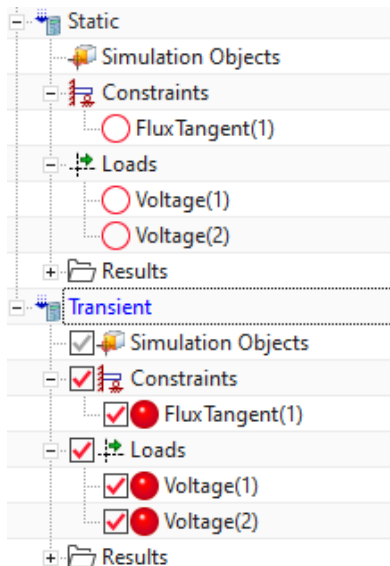 Static
Simulation Objects
Constraints
FluxTangent(1)
Loads
Voltage(1)
Voltage(2)
Results
Transient
Simulation Objects
Constraints
FluxTangent(1)
Loads
Voltage(1)
Voltage(2)
Results